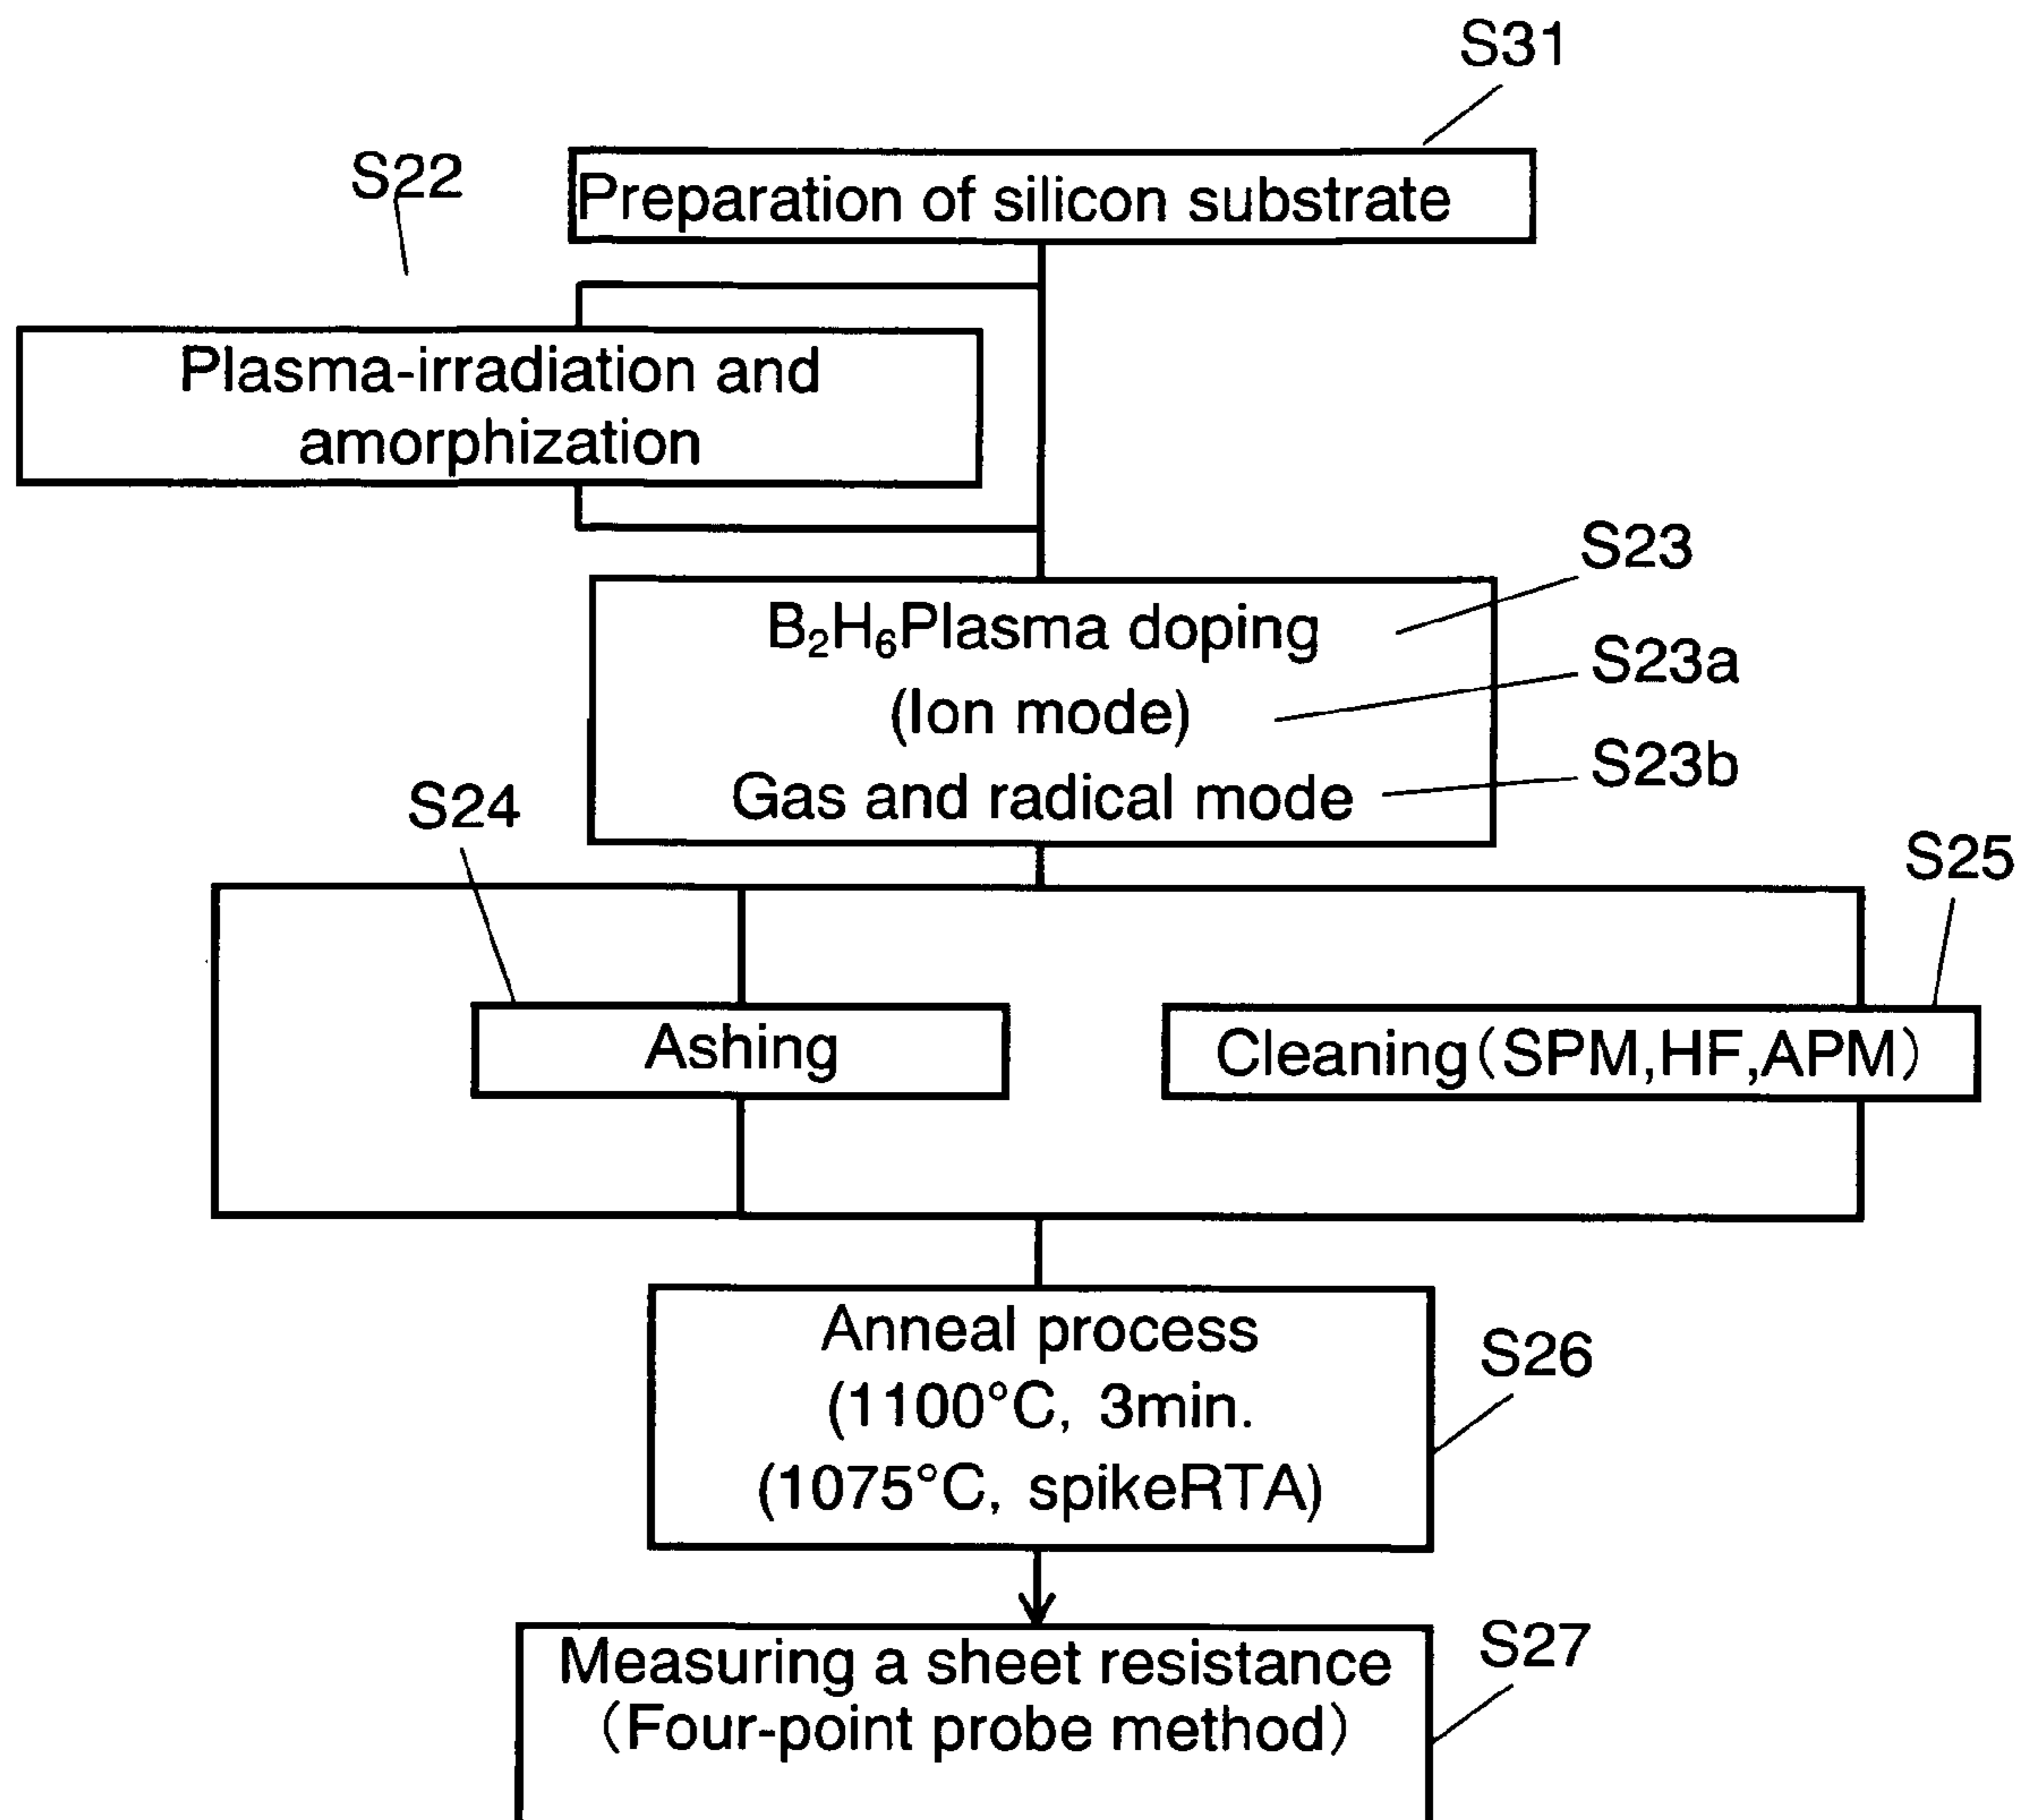 S31
Preparation of silicon substrate
S22
Plasma-irradiation and
amorphization
S23
B₂H₆Plasma doping
S23a
(Ion mode)
S23b
Gas and radical mode
S24
S25
Ashing
Cleaning(SPM,HF,APM)
Anneal process
(1100°C, 3min.
(1075°C, spikeRTA)
S26
Measuring a sheet resistance
(Four-point probe method)
S27